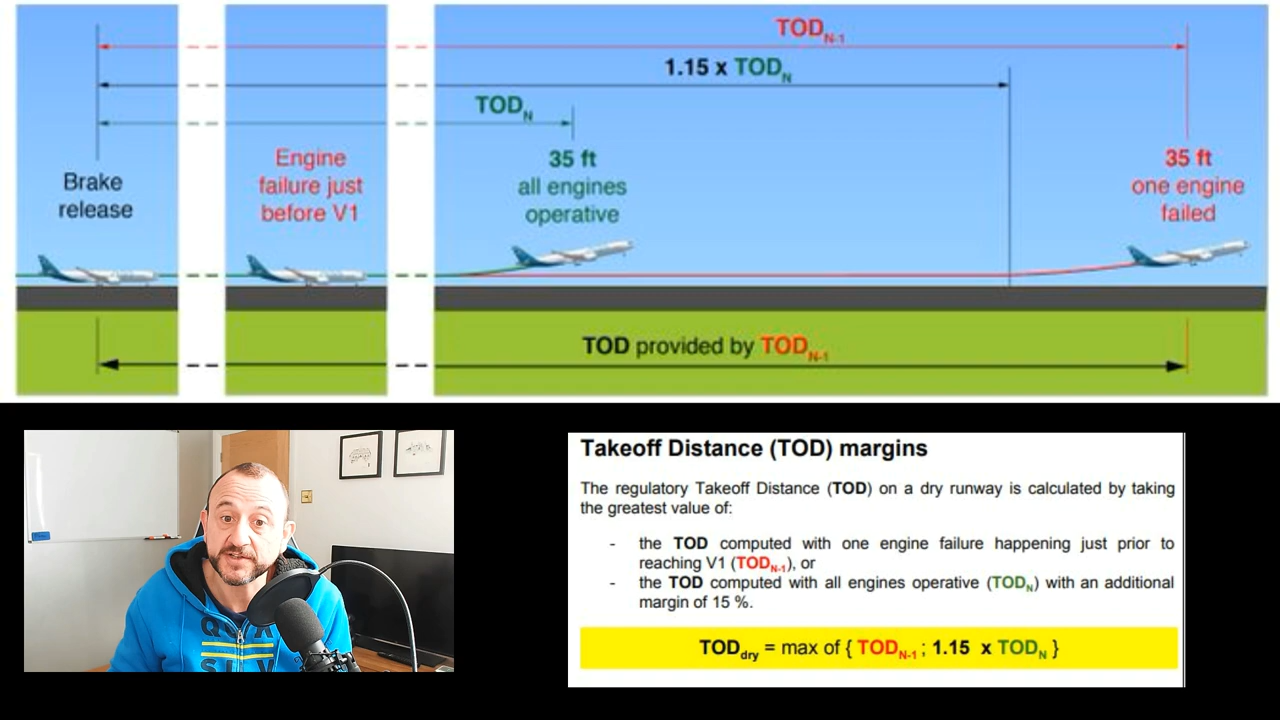 TOD N-1
1.15 x TOD N
TOD N
Brake
release
Engine
failure just
before V1
35 ft
all engines
operative
35 ft
one engine
failed
TOD provided by TOD N-1
Takeoff Distance (TOD) margins
The regulatory Takeoff Distance (TOD) on a dry runway is calculated by taking
the greatest value of:
- the TOD computed with one engine failure happening just prior to
reaching V1 (TOD N-1), or
- the TOD computed with all engines operative (TOD N) with an additional
margin of 15 %.
TOD dry = max of { TOD N-1 ; 1.15 x TOD N }